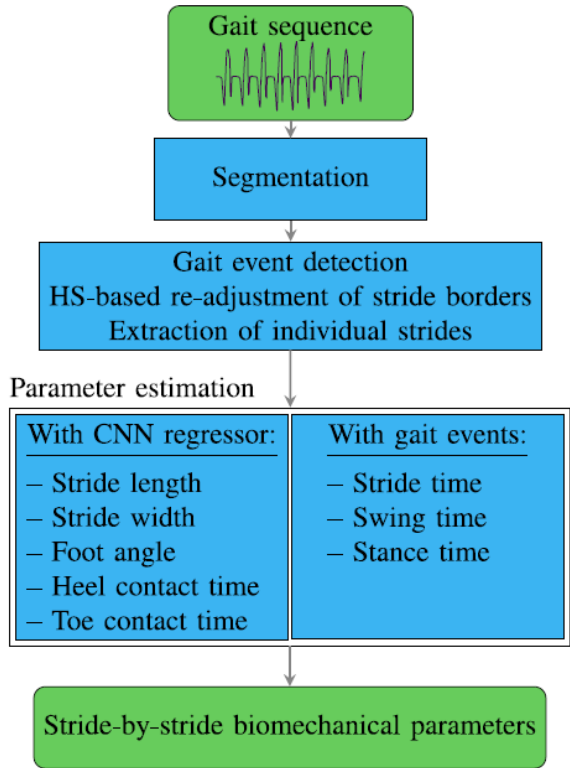 Gait sequence
Segmentation
Gait event detection
HS-based re-adjustment of stride borders
Extraction of individual strides
Parameter estimation
With CNN regressor:
– Stride length
– Stride width
– Foot angle
– Heel contact time
– Toe contact time
With gait events:
– Stride time
– Swing time
– Stance time
Stride-by-stride biomechanical parameters